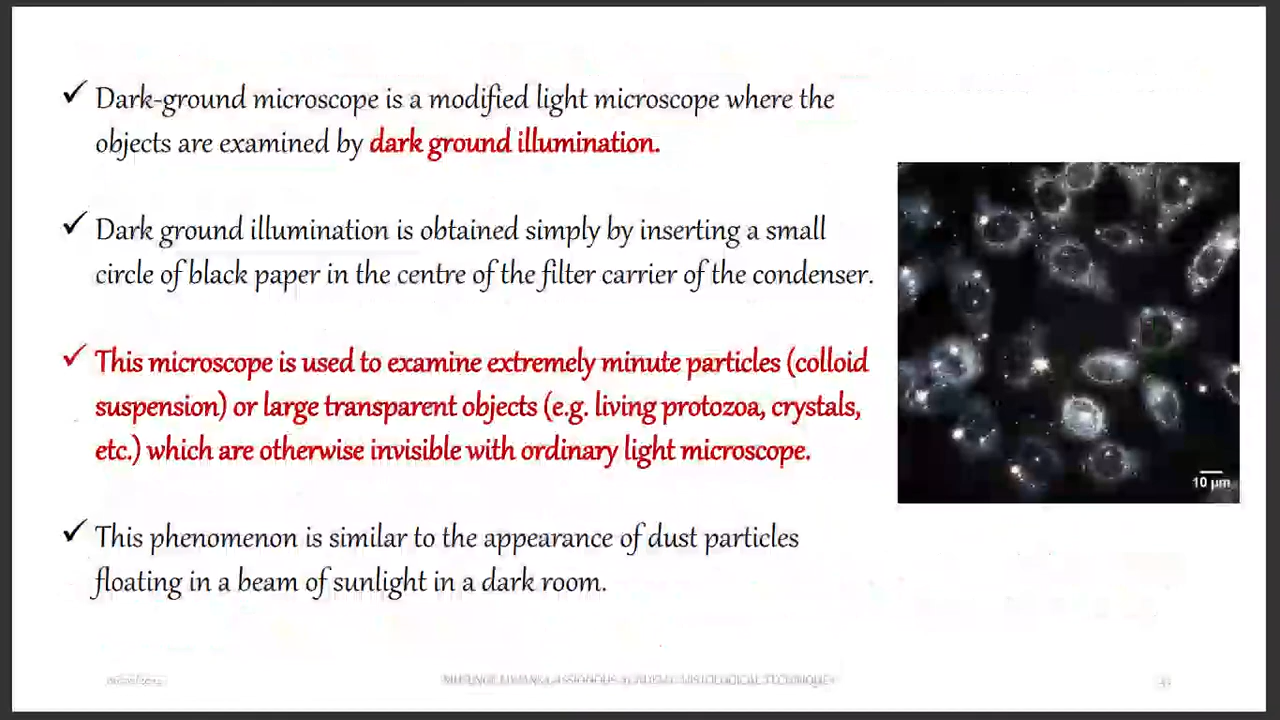 Dark-ground microscope is a modified light microscope where the
objects are examined by dark ground illumination.
Dark ground illumination is obtained simply by inserting a small
circle of black paper in the centre of the filter carrier of the condenser.
This microscope is used to examine extremely minute particles (colloid
suspension) or large transparent objects (e.g. living protozoa, crystals,
etc.) which are otherwise invisible with ordinary light microscope.
This phenomenon is similar to the appearance of dust particles
floating in a beam of sunlight in a dark room.
10 µm
HISTOLOGICAL TECHNIQUES